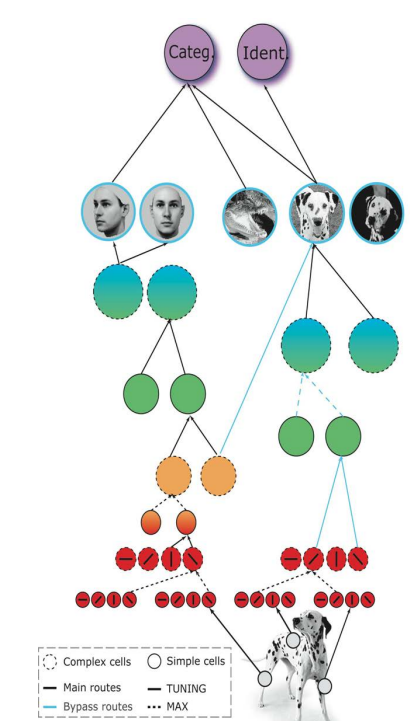 Categ.
Ident.
Complex cells
Simple cells
Main routes
TUNING
Bypass routes
MAX